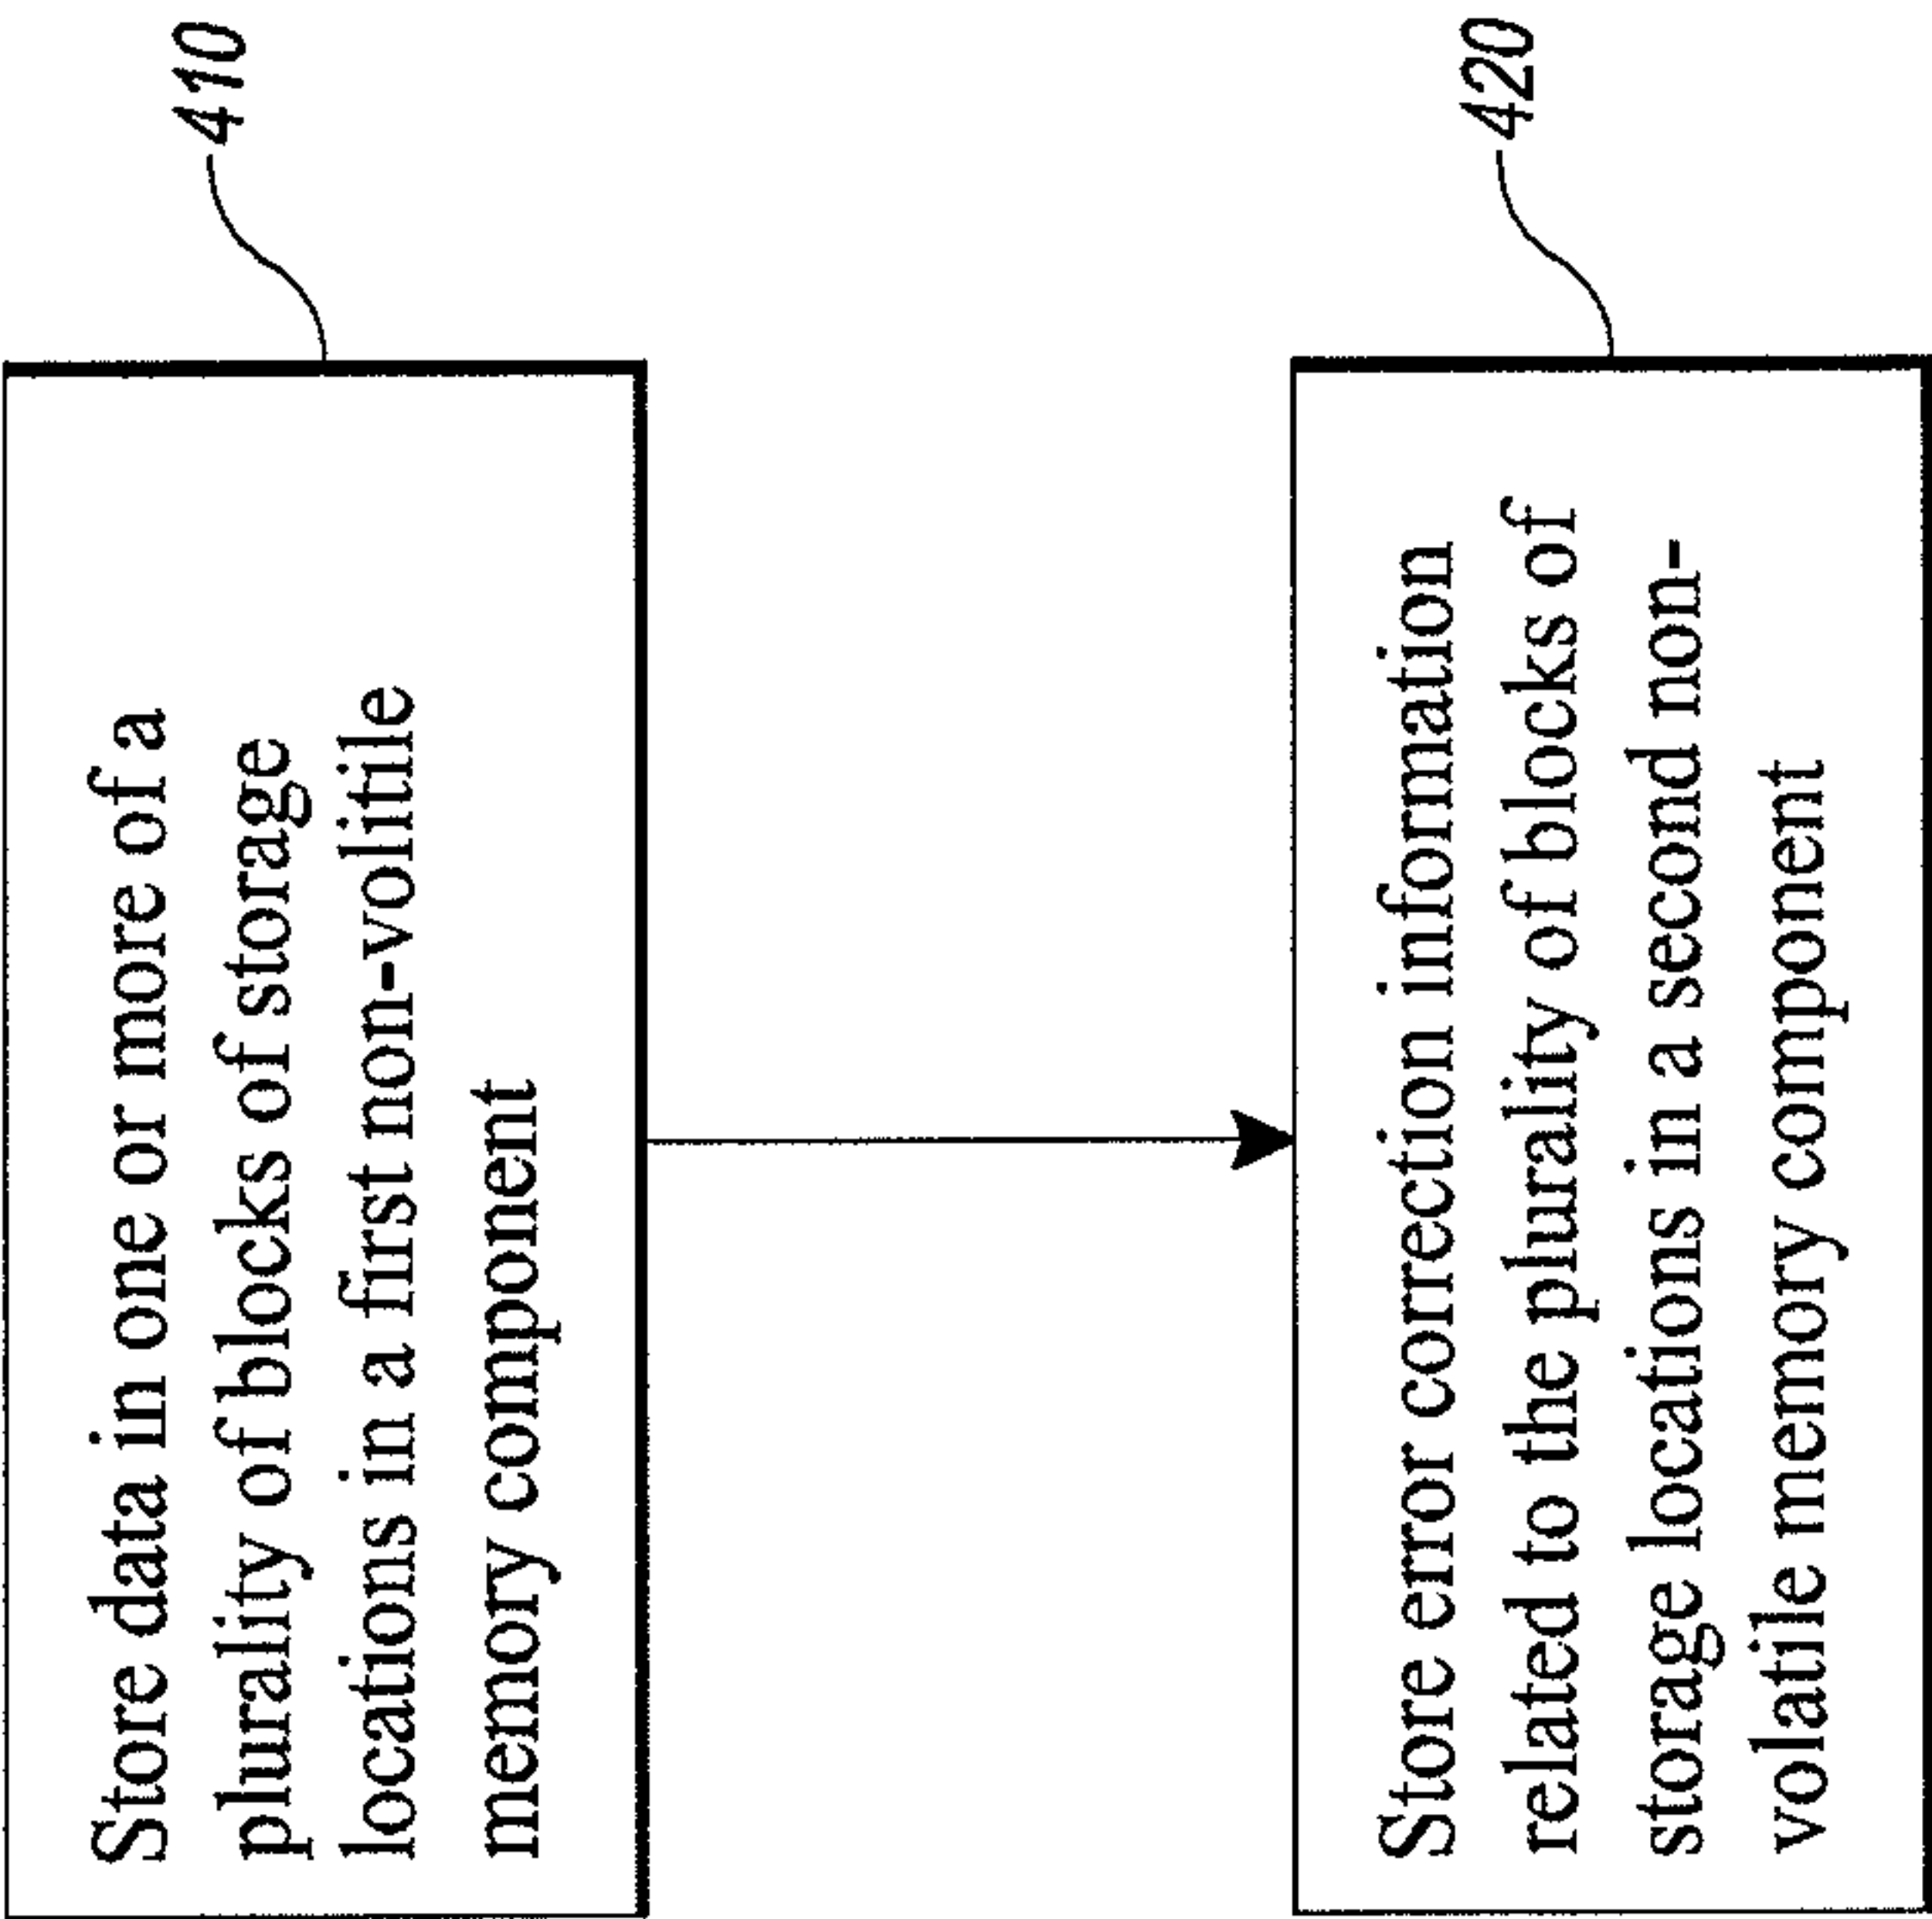 Store data in one or more of a
plurality of blocks of storage
locations in a first non-volitile
memory component
410
Store error correction information
related to the plurality of blocks of
storage locations in a second non-
volatile memory component
420